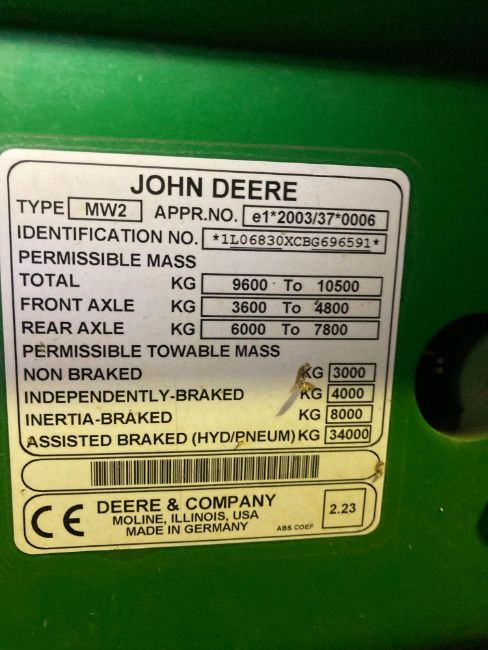 JOHN DEERE
TYPE MW2 APPR.NO. e1*2003/37*0006
IDENTIFICATION NO. *1L06830XCBG696591*
PERMISSIBLE MASS
TOTAL KG 9600 To 10500
FRONT AXLE KG 3600 To 4800
REAR AXLE KG 6000 To 7800
PERMISSIBLE TOWABLE MASS
NON BRAKED KG 3000
INDEPENDENTLY-BRAKED KG 4000
INERTIA-BRAKED KG 8000
ASSISTED BRAKED (HYD/PNEUM) KG 34000
CE DEERE & COMPANY 2.23
MOLINE, ILLINOIS, USA
MADE IN GERMANY ABS COEF